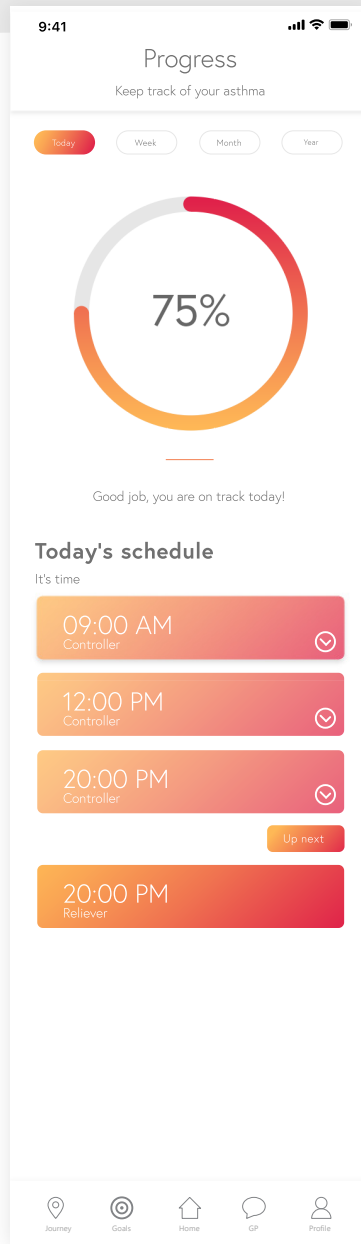 9:41
Progress
Keep track of your asthma
Today Week Month Year
75%
Good job, you are on track today!
Today's schedule
It's time
09:00 AM
Controller
12:00 PM
Controller
20:00 PM
Controller
Up next
20:00 PM
Reliever
Journey Goals Home GP Profile